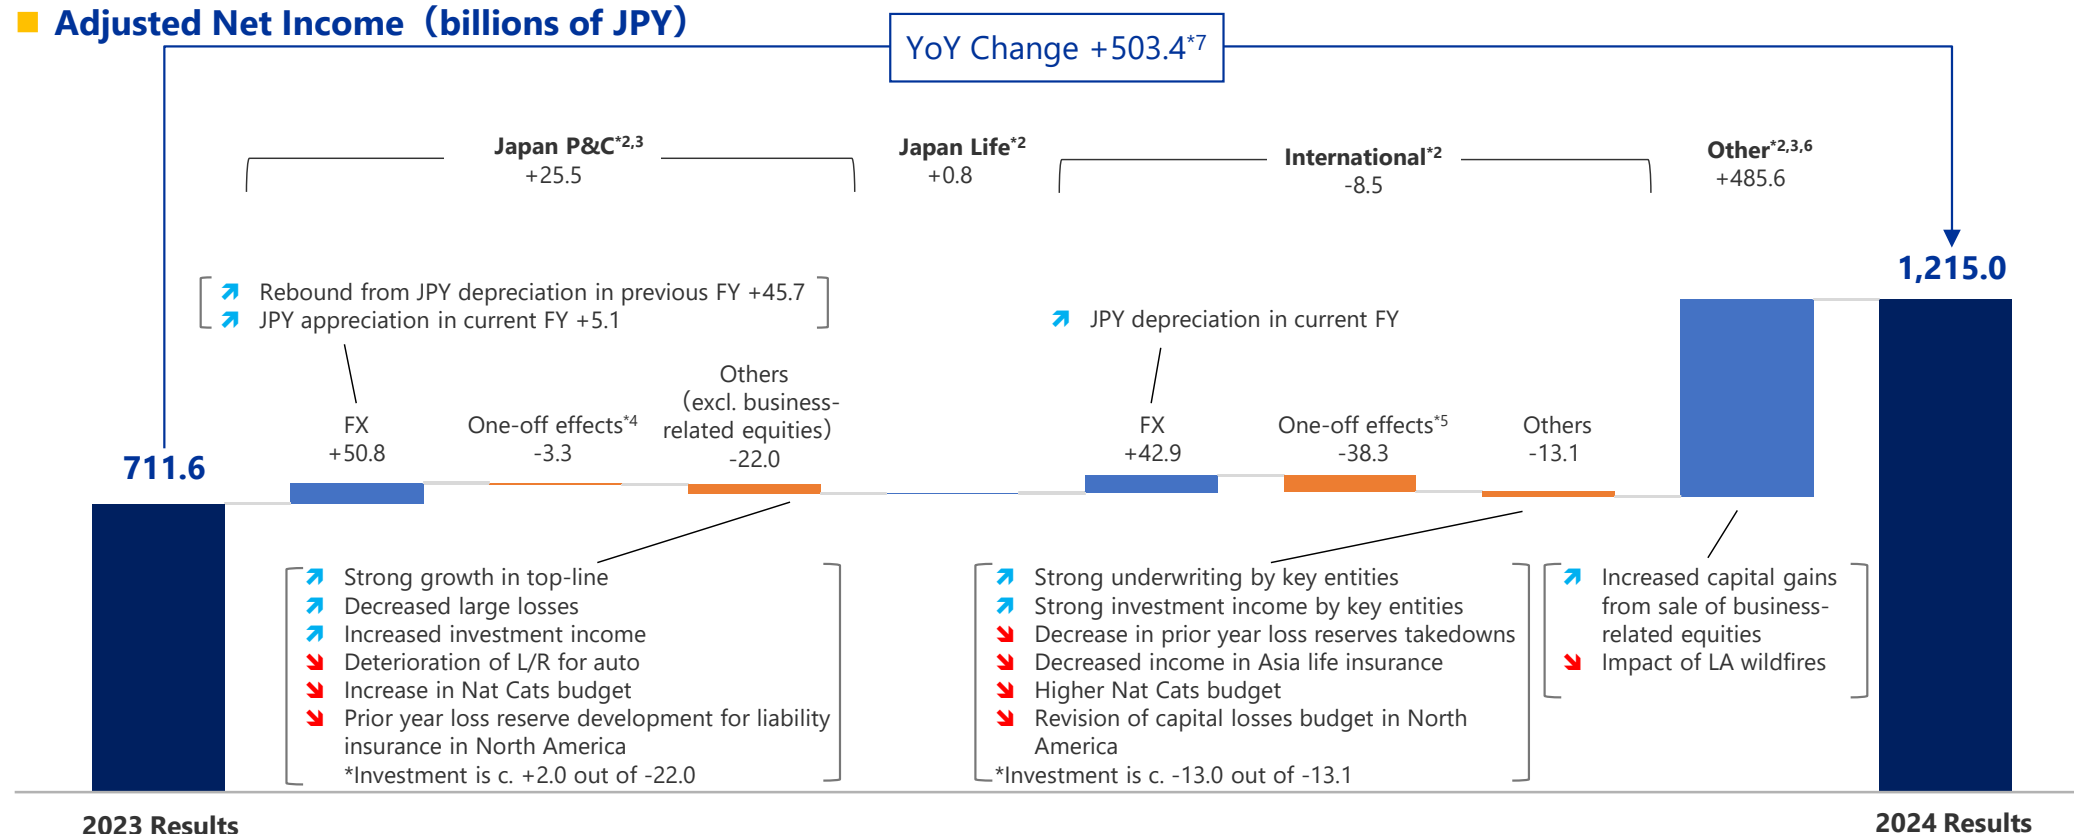 Adjusted Net Income（billions of JPY）
YoY Change +503.4*7
Japan P&C*2,3
+25.5
Japan Life*2
+0.8
International*2
-8.5
Other*2,3,6
+485.6
Rebound from JPY depreciation in previous FY +45.7
JPY appreciation in current FY +5.1
JPY depreciation in current FY
711.6
FX
+50.8
One-off effects*4
-3.3
Others
（excl. business-
related equities）
-22.0
FX
+42.9
One-off effects*5
-38.3
Others
-13.1
1,215.0
Strong growth in top-line
Decreased large losses
Increased investment income
Deterioration of L/R for auto
Increase in Nat Cats budget
Prior year loss reserve development for liability
insurance in North America
*Investment is c. +2.0 out of -22.0
Strong underwriting by key entities
Strong investment income by key entities
Decrease in prior year loss reserves takedowns
Decreased income in Asia life insurance
Higher Nat Cats budget
Revision of capital losses budget in North
America
*Investment is c. -13.0 out of -13.1
Increased capital gains
from sale of business-
related equities
Impact of LA wildfires
2023 Results
2024 Results